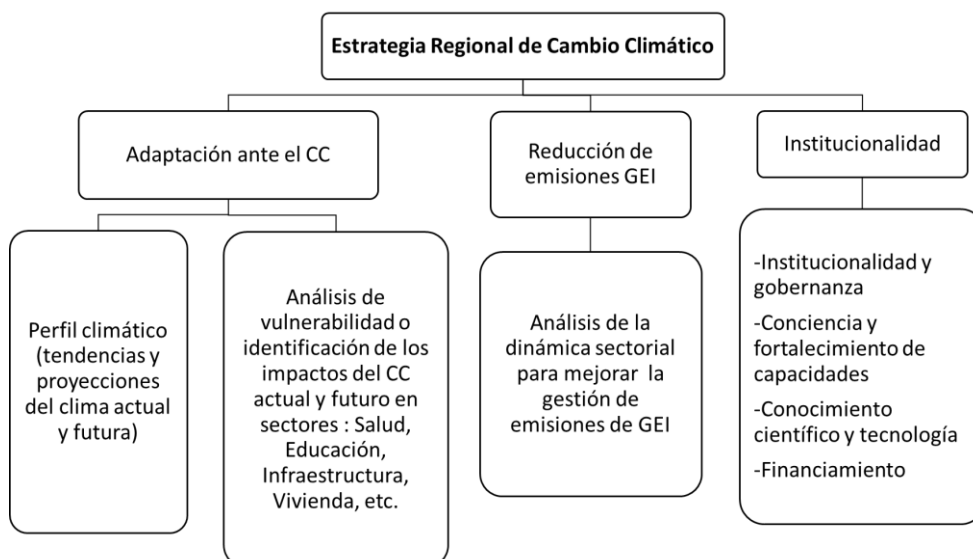 Estrategia Regional de Cambio Climático
Adaptación ante el CC
Reducción de
emisiones GEI
Institucionalidad
Perfil climático
(tendencias y
proyecciones
del clima actual
y futura)
Análisis de
vulnerabilidad o
identificación de los
impactos del CC
actual y futuro en
sectores : Salud,
Educación,
Infraestructura,
Vivienda, etc.
Análisis de la
dinámica sectorial
para mejorar la
gestión de
emisiones de GEI
-Institucionalidad y
gobernanza
-Conciencia y
fortalecimiento de
capacidades
-Conocimiento
científico y tecnología
-Financiamiento